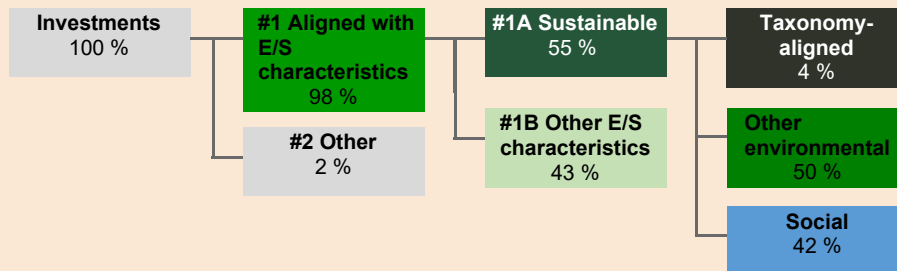 Investments
100 %
#1 Aligned with
E/S
characteristics
98 %
#2 Other
2 %
#1A Sustainable
55 %
#1B Other E/S
characteristics
43 %
Taxonomy-
aligned
4 %
Other
environmental
50 %
Social
42 %